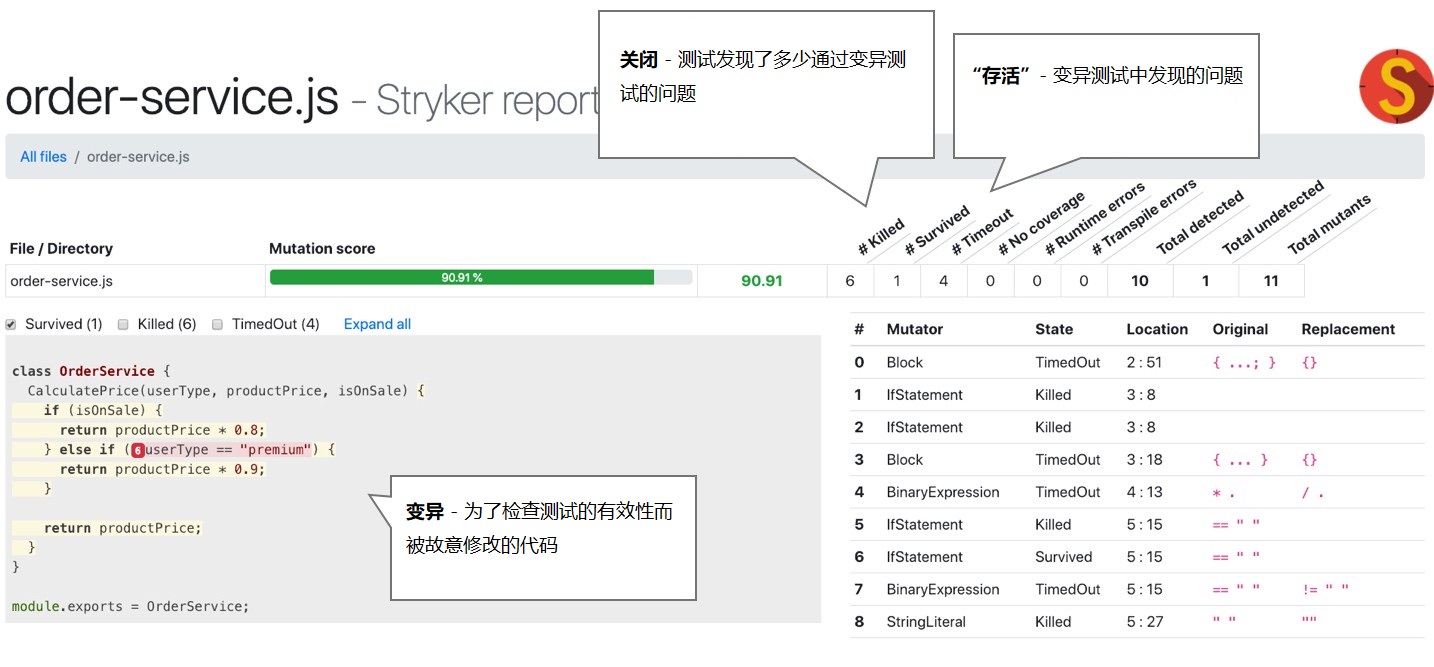 关闭 - 测试发现了多少通过变异测
试的问题
“存活” - 变异测试中发现的问题
order-service.js - Stryker report
S
All files / order-service.js
File / Directory Mutation score # Killed # Survived # Timeout # No coverage # Runtime errors # Transpile errors Total detected Total undetected Total mutants
order-service.js 90.91 % 90.91 6 1 4 0 0 0 10 1 11
Survived (1) Killed (6) TimedOut (4) Expand all
class OrderService {
CalculatePrice(userType, productPrice, isOnSale) {
if (isOnSale) {
return productPrice * 0.8;
} else if (6userType == "premium") {
return productPrice * 0.9;
}
return productPrice;
}
}
module.exports = OrderService;
变异 - 为了检查测试的有效性而
被故意修改的代码
# Mutator State Location Original Replacement
0 Block TimedOut 2 : 51 { ...; } {}
1 IfStatement Killed 3 : 8
2 IfStatement Killed 3 : 8
3 Block TimedOut 3 : 18 { ... } {}
4 BinaryExpression TimedOut 4 : 13 * . / .
5 IfStatement Killed 5 : 15 == " "
6 IfStatement Survived 5 : 15 == " "
7 BinaryExpression TimedOut 5 : 15 == " " != " "
8 StringLiteral Killed 5 : 27 " " ""